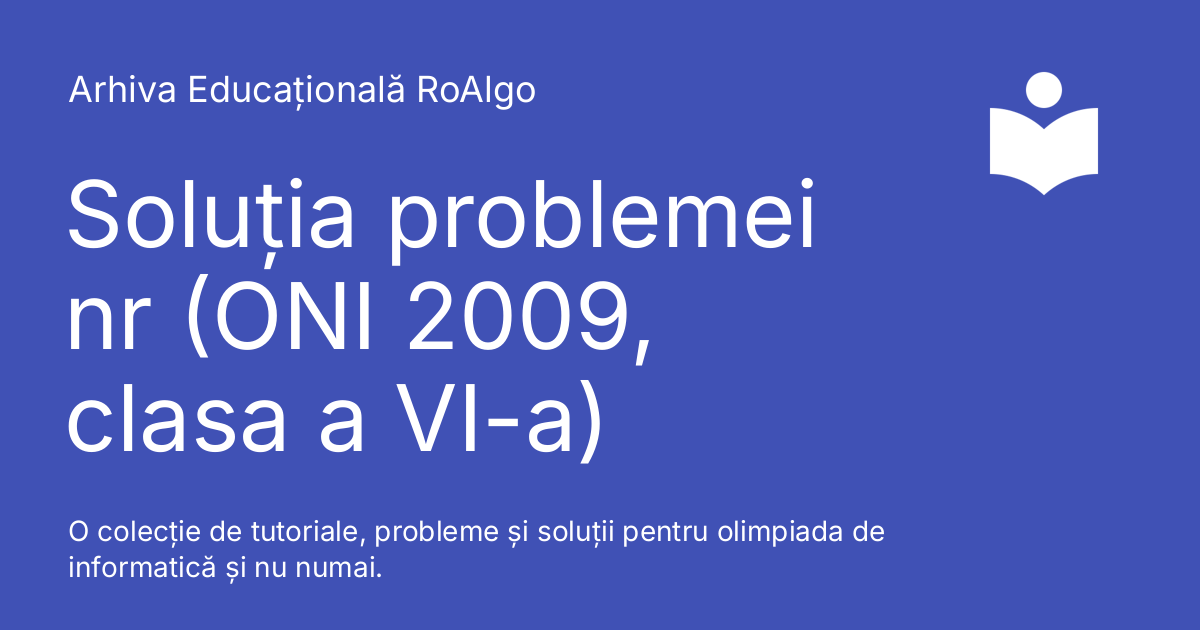 Arhiva Educațională RoAlgo
Soluția problemei
nr (ONI 2009,
clasa a VI-a)
O colecție de tutoriale, probleme și soluții pentru olimpiada de
informatică și nu numai.